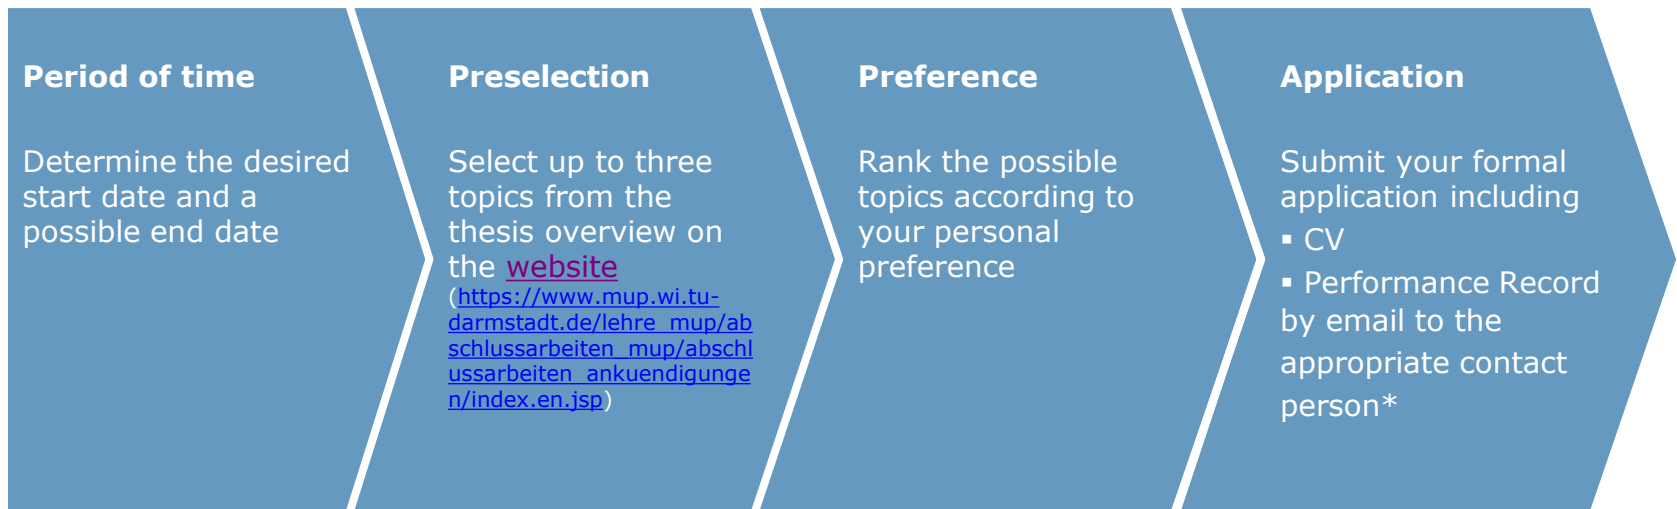 Period of time
Determine the desired
start date and a
possible end date
Preselection
Select up to three
topics from the
thesis overview on
the website
(https://www.mup.wi.tu-
darmstadt.de/lehre_mup/ab
schlussarbeiten_mup/abschl
ussarbeiten_ankuendigunge
n/index.en.jsp)
Preference
Rank the possible
topics according to
your personal
preference
Application
Submit your formal
application including
▪ CV
▪ Performance Record
by email to the
appropriate contact
person*